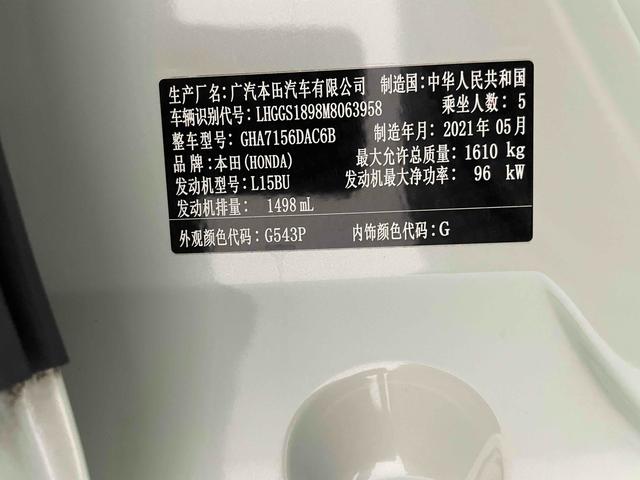 生产厂名：广汽本田汽车有限公司 制造国：中华人民共和国
车辆识别代号：LHGGS1898M8063958 乘坐人数：5
整车型号：GHA7156DAC6B 制造年月：2021年05月
品牌：本田(HONDA) 最大允许总质量：1610 kg
发动机型号：L15BU 发动机最大净功率：96 kW
发动机排量：1498 mL
外观颜色代码：G543P 内饰颜色代码：G